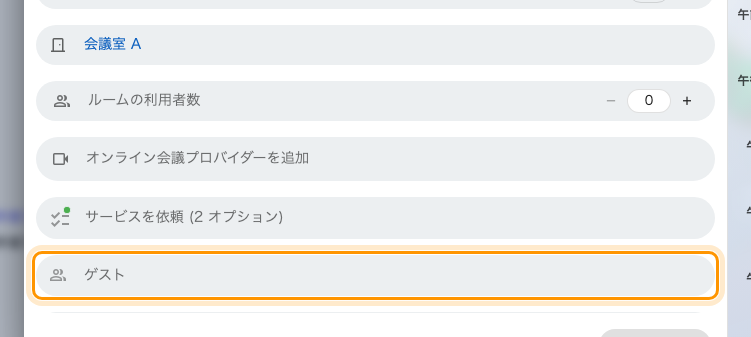 会議室 A
ルームの利用者数
− 0 +
オンライン会議プロバイダーを追加
サービスを依頼 (2 オプション)
ゲスト